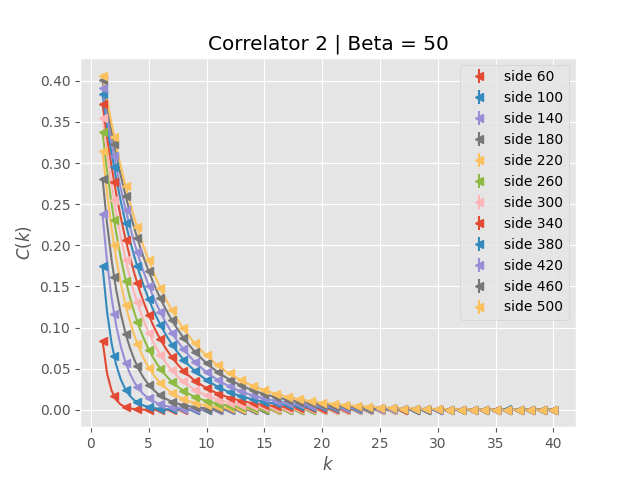 Correlator 2 | Beta = 50
C(k)
0.40
0.35
0.30
0.25
0.20
0.15
0.10
0.05
0.00
side 60
side 100
side 140
side 180
side 220
side 260
side 300
side 340
side 380
side 420
side 460
side 500
0 5 10 15 20 25 30 35 40
k